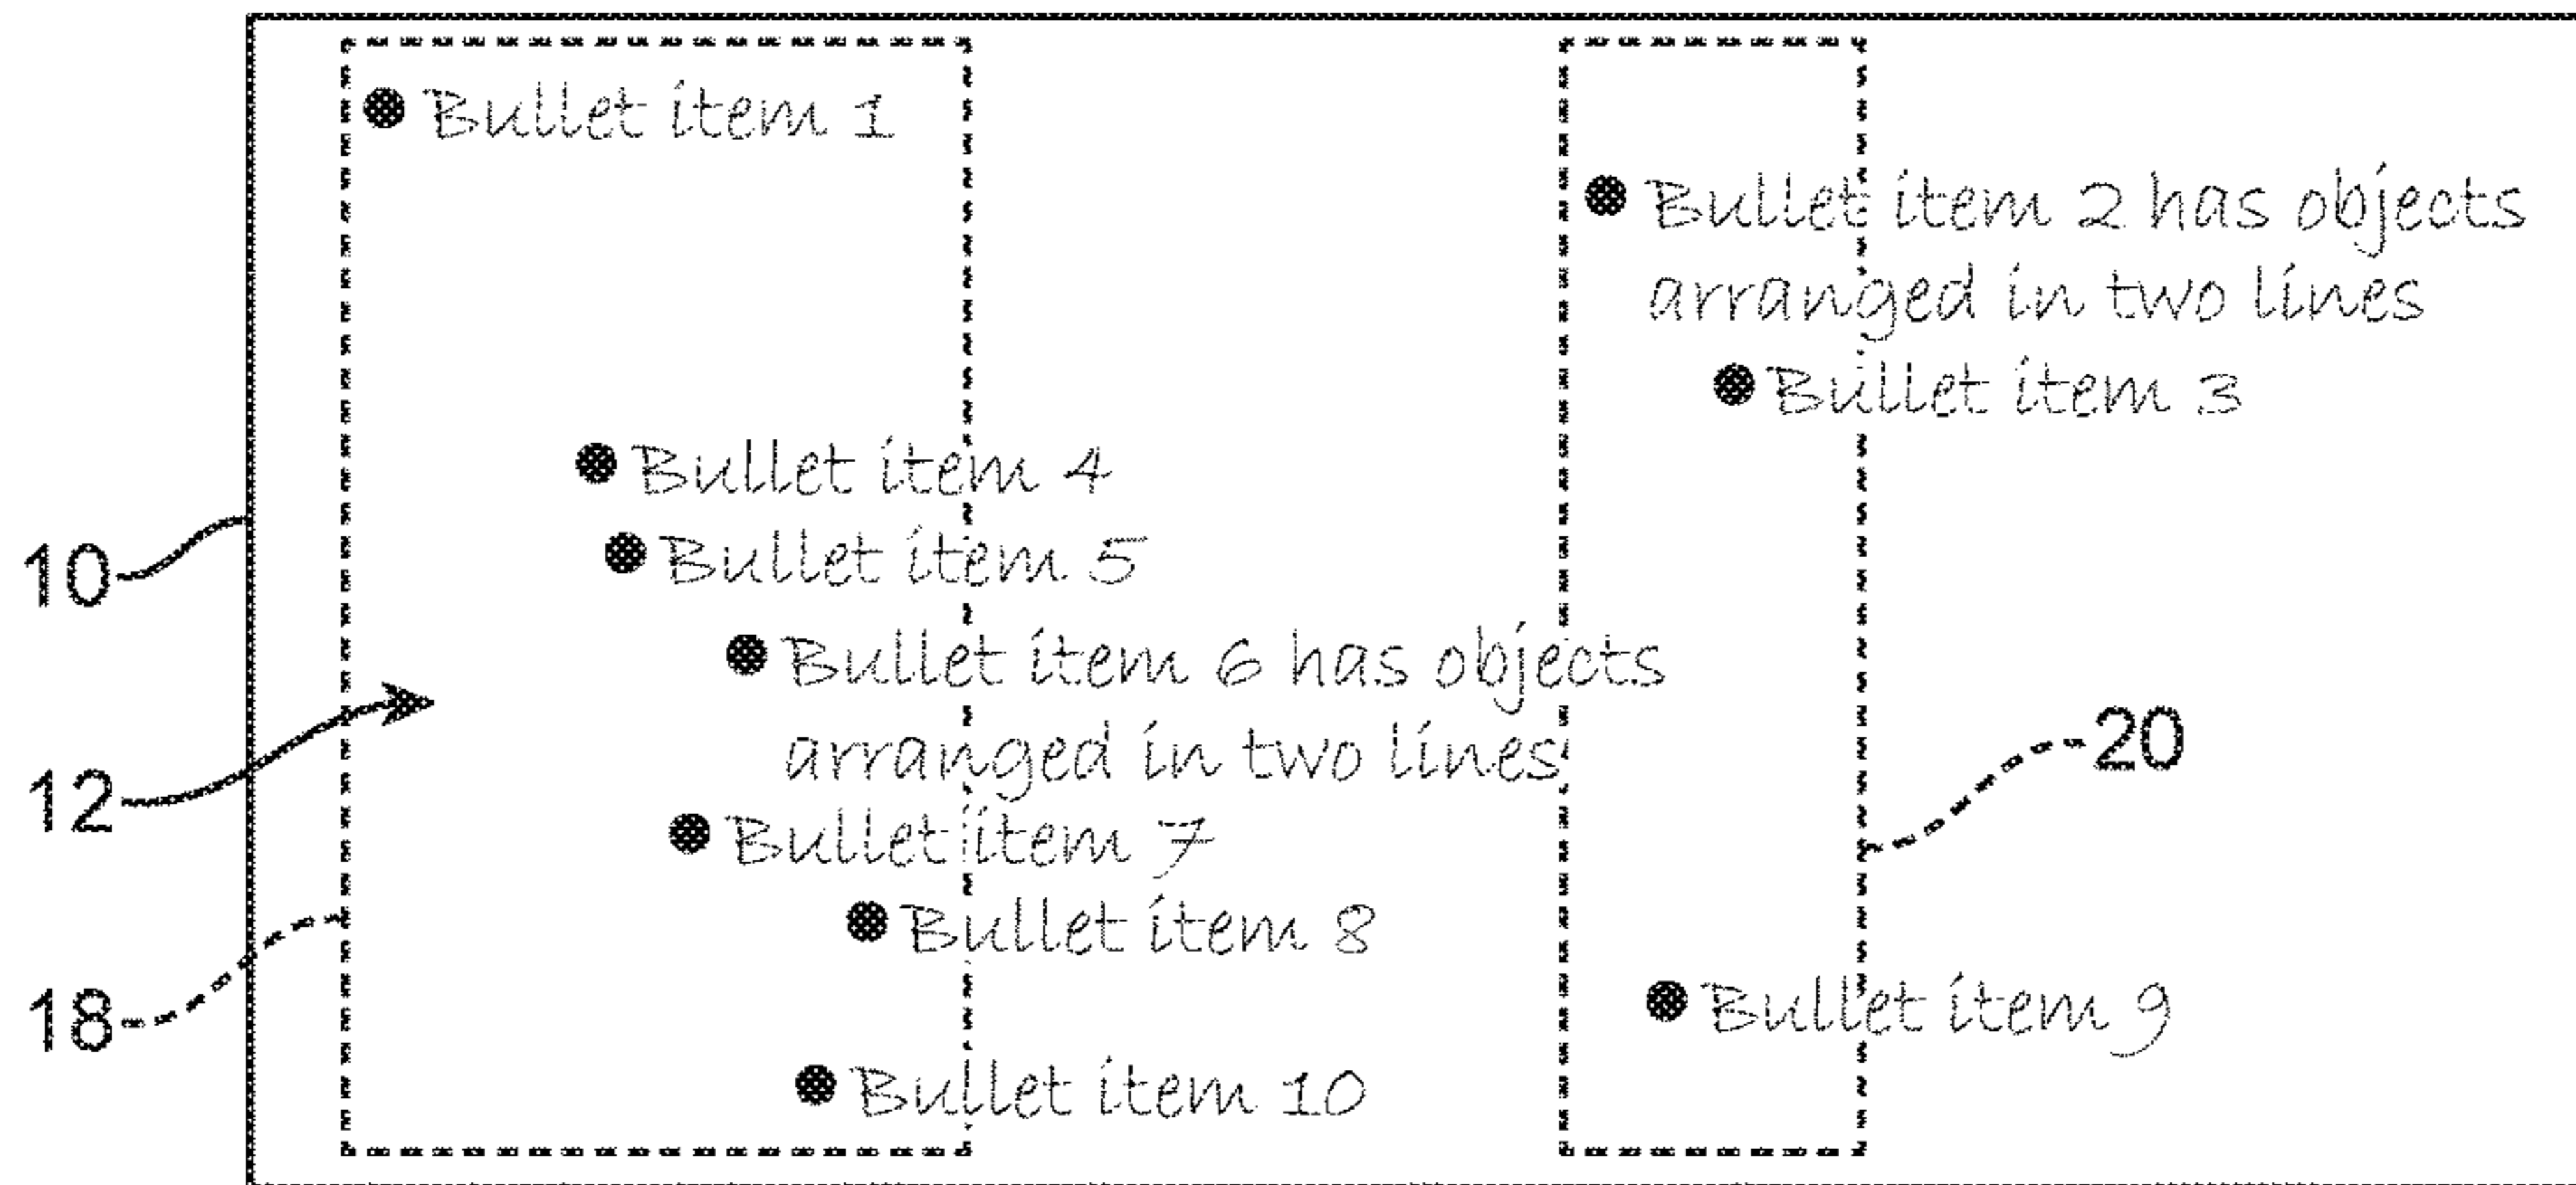 ● Bullet item 1
● Bullet item 2 has objects
arranged in two lines
● Bullet item 3
● Bullet item 4
● Bullet item 5
10
● Bullet item 6 has objects
arranged in two lines
20
12
● Bullet item 7
● Bullet item 8
● Bullet item 9
18
● Bullet item 10